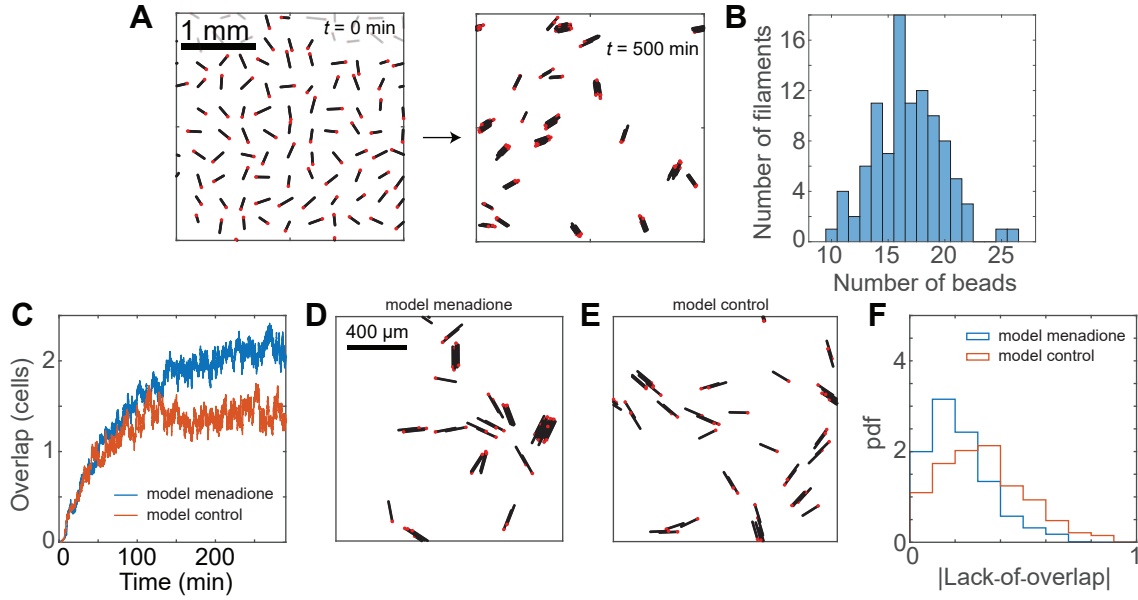 A
1 mm
t = 0 min
t = 500 min
B
Number of filaments
16
12
8
4
0
10
15
20
25
Number of beads
C
Overlap (cells)
2
1
0
model menadione
model control
0
100
200
Time (min)
D
model menadione
400 µm
E
model control
F
model menadione
model control
pdf
4
2
0
0
1
|Lack-of-overlap|